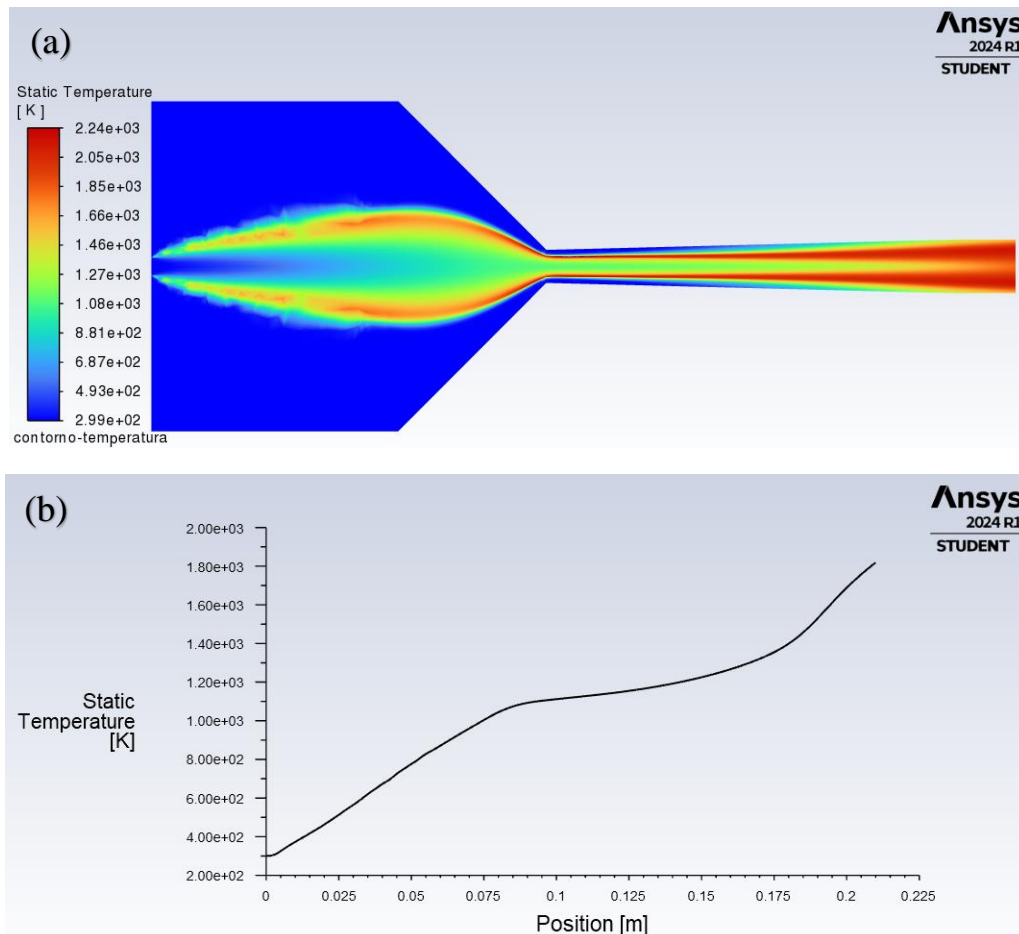 (a)
Ansys
2024 R1
STUDENT
Static Temperature
[ K ]
2.24e+03
2.05e+03
1.85e+03
1.66e+03
1.46e+03
1.27e+03
1.08e+03
8.81e+02
6.87e+02
4.93e+02
2.99e+02
contorno-temperatura
(b)
Ansys
2024 R1
STUDENT
2.00e+03
1.80e+03
1.60e+03
1.40e+03
1.20e+03
1.00e+03
8.00e+02
6.00e+02
4.00e+02
2.00e+02
Static
Temperature
[K]
0 0.025 0.05 0.075 0.1 0.125 0.15 0.175 0.2 0.225
Position [m]